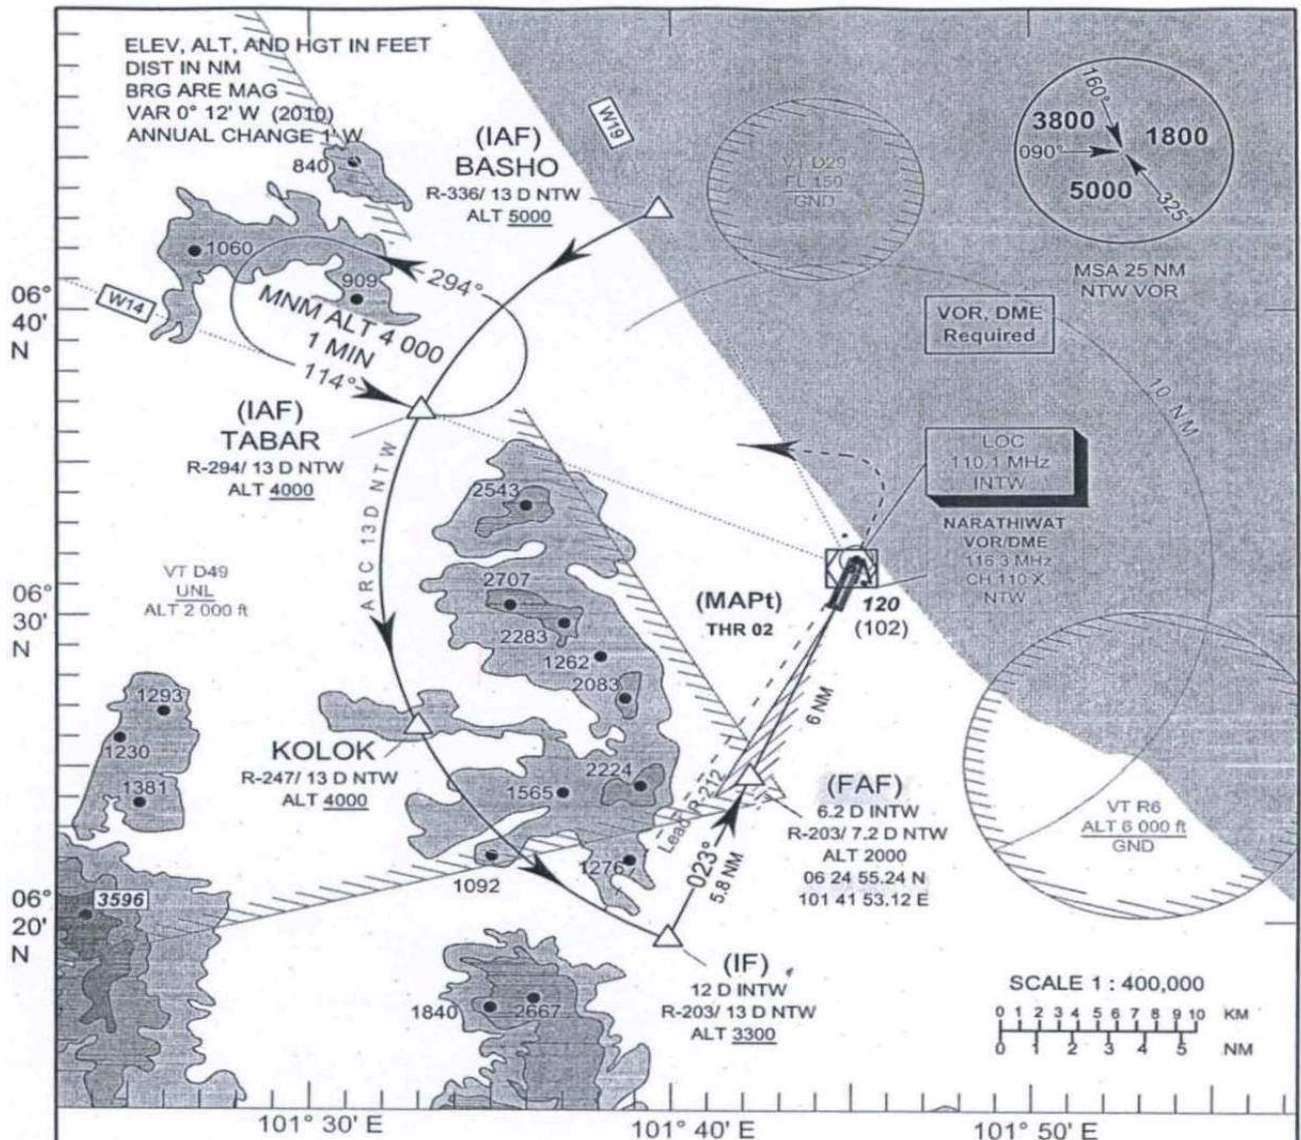 ELEV, ALT, AND HGT IN FEET
DIST IN NM
BRG ARE MAG
VAR 0° 12' W (2010)
ANNUAL CHANGE 1' W
840
(IAF)
BASHO
R-336/ 13 D NTW
ALT 5000
W19
VT D29
FL 150
GND
160°
3800
1800
090°
5000
325°
MSA 25 NM
NTW VOR
1060
909
294°
MNM ALT 4 000
1 MIN
114°
W14
06°
40'
N
VOR, DME
Required
10 NM
(IAF)
TABAR
R-294/ 13 D NTW
ALT 4000
ARC 13 D NTW
LOC
110.1 MHz
INTW
NARATHIWAT
VOR/DME
116.3 MHz
CH 110 X
NTW
2543
VT D49
UNL
ALT 2 000 ft
2707
2283
1262
2083
(MAPt)
THR 02
120
(102)
06°
30'
N
1293
1230
1381
KOLOK
R-247/ 13 D NTW
ALT 4000
6 NM
2224
1565
Lead R-212
(FAF)
6.2 D INTW
R-203/ 7.2 D NTW
ALT 2000
06 24 55.24 N
101 41 53.12 E
VT R6
ALT 6 000 ft
GND
1276
1092
023°
5.8 NM
06°
20'
N
3596
(IF)
12 D INTW
R-203/ 13 D NTW
ALT 3300
1840
2667
SCALE 1 : 400,000
0 1 2 3 4 5 6 7 8 9 10 KM
0 1 2 3 4 5 NM
101° 30' E
101° 40' E
101° 50' E